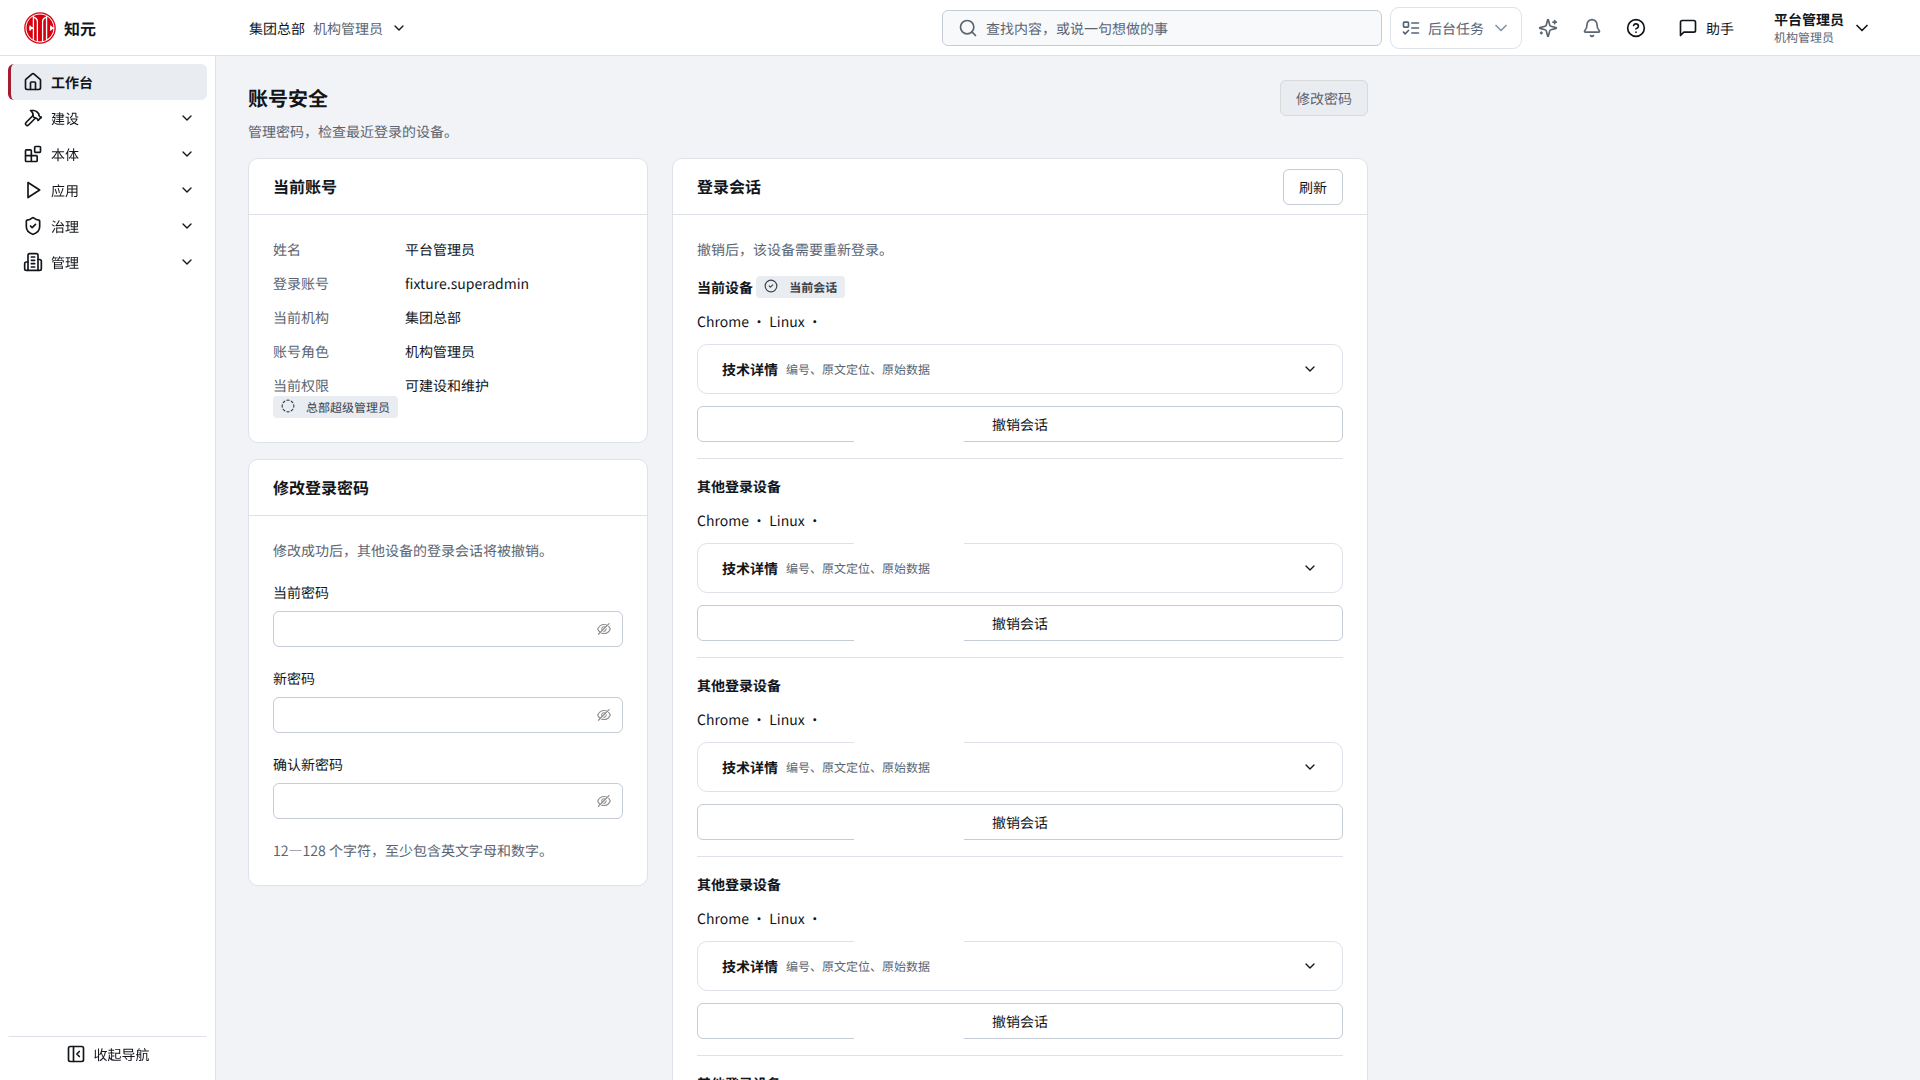 知元
集团总部 机构管理员
查找内容，或说一句想做的事
后台任务
助手
平台管理员
机构管理员
工作台
建设
本体
应用
治理
管理
收起导航
账号安全
管理密码，检查最近登录的设备。
修改密码
当前账号
姓名 平台管理员
登录账号 fixture.superadmin
当前机构 集团总部
账号角色 机构管理员
当前权限 可建设和维护
总部超级管理员
修改登录密码
修改成功后，其他设备的登录会话将被撤销。
当前密码
新密码
确认新密码
12—128 个字符，至少包含英文字母和数字。
登录会话
刷新
撤销后，该设备需要重新登录。
当前设备 当前会话
Chrome · Linux ·
技术详情 编号、原文定位、原始数据
撤销会话
其他登录设备
Chrome · Linux ·
技术详情 编号、原文定位、原始数据
撤销会话
其他登录设备
Chrome · Linux ·
技术详情 编号、原文定位、原始数据
撤销会话
其他登录设备
Chrome · Linux ·
技术详情 编号、原文定位、原始数据
撤销会话
其他登录设备